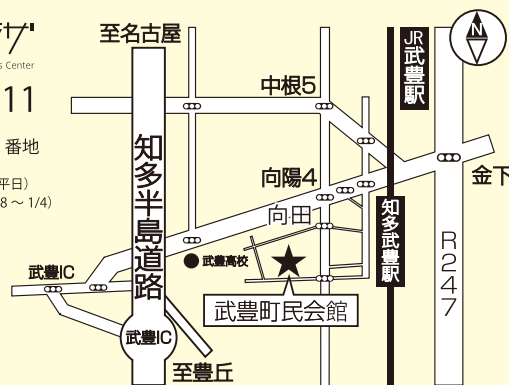 ザ
s Center
11
番地
平日）
8 ～ 1/4）
至名古屋
JR武豊駅
N
中根5
知多半島道路
向陽4
金下
向田
知多武豊駅
R247
武豊高校
武豊IC
武豊町民会館
武豊IC
至豊丘